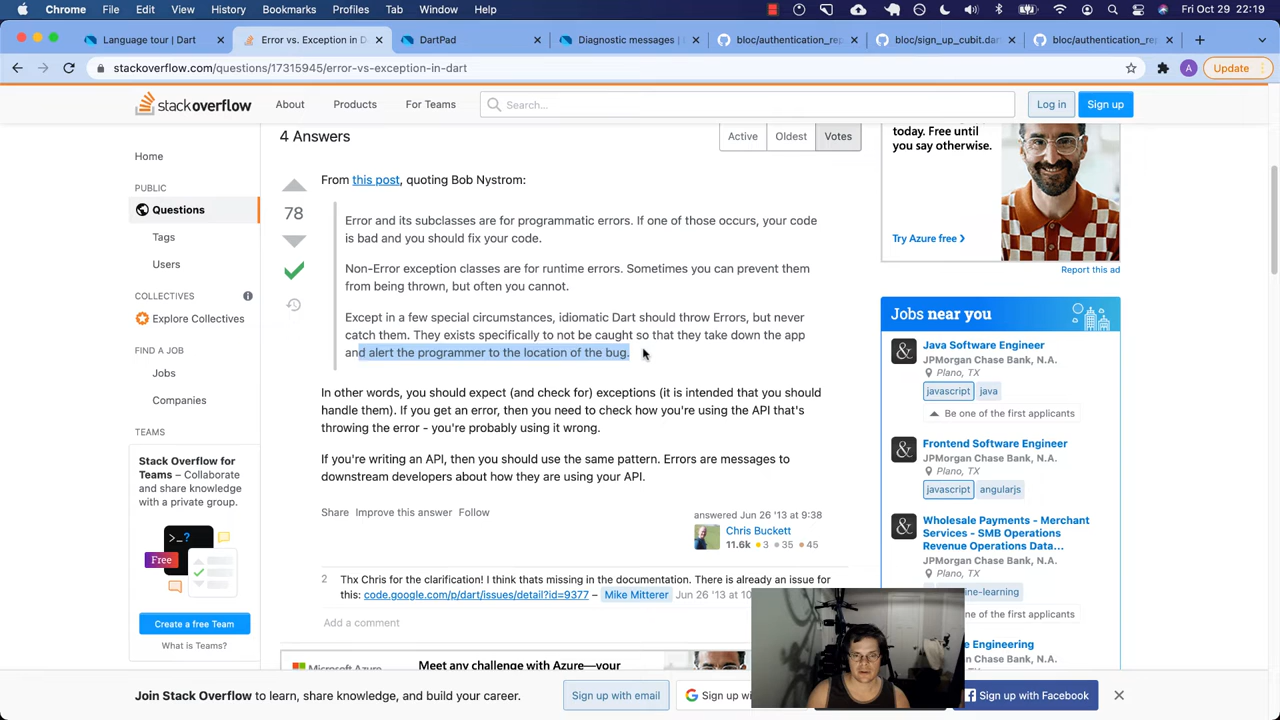 Chrome File Edit View History Bookmarks Profiles Tab Window Help
Fri Oct 29 22:19
Language tour | Dart
Error vs. Exception in D
DartPad
Diagnostic messages |
bloc/authentication_rep
bloc/sign_up_cubit.dar
bloc/authentication_rep
stackoverflow.com/questions/17315945/error-vs-exception-in-dart
A
Update
stackoverflow
About
Products
For Teams
Search...
Log in
Sign up
Home
PUBLIC
Questions
Tags
Users
COLLECTIVES
Explore Collectives
FIND A JOB
Jobs
Companies
TEAMS
Stack Overflow for
Teams – Collaborate
and share knowledge
with a private group.
Free
Create a free Team
What is Teams?
4 Answers
Active
Oldest
Votes
78
From this post, quoting Bob Nystrom:
Error and its subclasses are for programmatic errors. If one of those occurs, your code
is bad and you should fix your code.
Non-Error exception classes are for runtime errors. Sometimes you can prevent them
from being thrown, but often you cannot.
Except in a few special circumstances, idiomatic Dart should throw Errors, but never
catch them. They exists specifically to not be caught so that they take down the app
and alert the programmer to the location of the bug.
In other words, you should expect (and check for) exceptions (it is intended that you should
handle them). If you get an error, then you need to check how you're using the API that's
throwing the error - you're probably using it wrong.
If you're writing an API, then you should use the same pattern. Errors are messages to
downstream developers about how they are using your API.
Share Improve this answer Follow
answered Jun 26 '13 at 9:38
Chris Buckett
11.6k 3 35 45
2
Thx Chris for the clarification! I think thats missing in the documentation. There is already an issue for
this: code.google.com/p/dart/issues/detail?id=9377 – Mike Mitterer Jun 26 '13 at 10
Add a comment
Microsoft Azure
Meet any challenge with Azure—your
today. Free until
you say otherwise.
Try Azure free
Report this ad
Jobs near you
Java Software Engineer
JPMorgan Chase Bank, N.A.
Plano, TX
javascript java
Be one of the first applicants
Frontend Software Engineer
JPMorgan Chase Bank, N.A.
Plano, TX
javascript angularjs
Wholesale Payments - Merchant
Services - SMB Operations
Revenue Operations Data...
JPMorgan Chase Bank, N.A.
Plano, TX
ne-learning
ne of the first applicants
e Engineering
Chase Bank, N.A.
Join Stack Overflow to learn, share knowledge, and build your career.
Sign up with email
Sign up wi
Sign up with Facebook